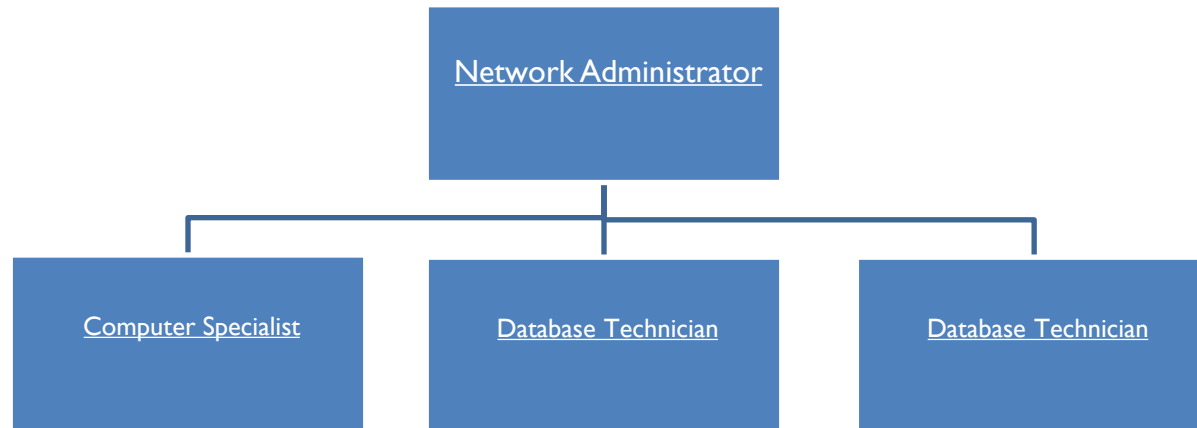 Network Administrator
Computer Specialist
Database Technician
Database Technician